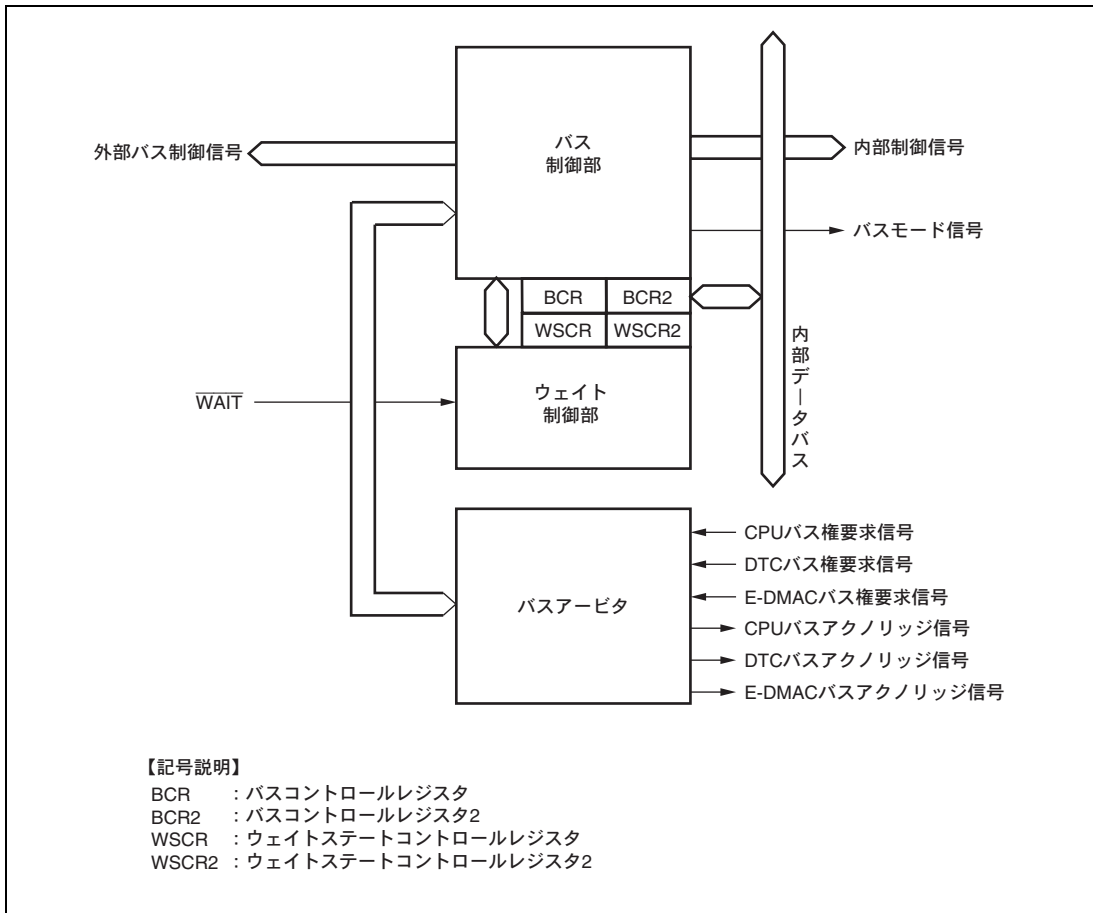 バス
制御部
外部バス制御信号
内部制御信号
バスモード信号
BCR BCR2
WSCR WSCR2
内部データバス
WAIT
ウェイト
制御部
バスアービタ
CPUバス権要求信号
DTCバス権要求信号
E-DMACバス権要求信号
CPUバスアクノリッジ信号
DTCバスアクノリッジ信号
E-DMACバスアクノリッジ信号
【記号説明】
BCR :バスコントロールレジスタ
BCR2 :バスコントロールレジスタ2
WSCR :ウェイトステートコントロールレジスタ
WSCR2 :ウェイトステートコントロールレジスタ2